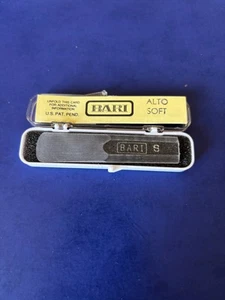 UNFOLD THIS CARD
FOR ADDITIONAL
INFORMATION
U.S. PAT. PEND.
BARI
ALTO
SOFT
BARI S